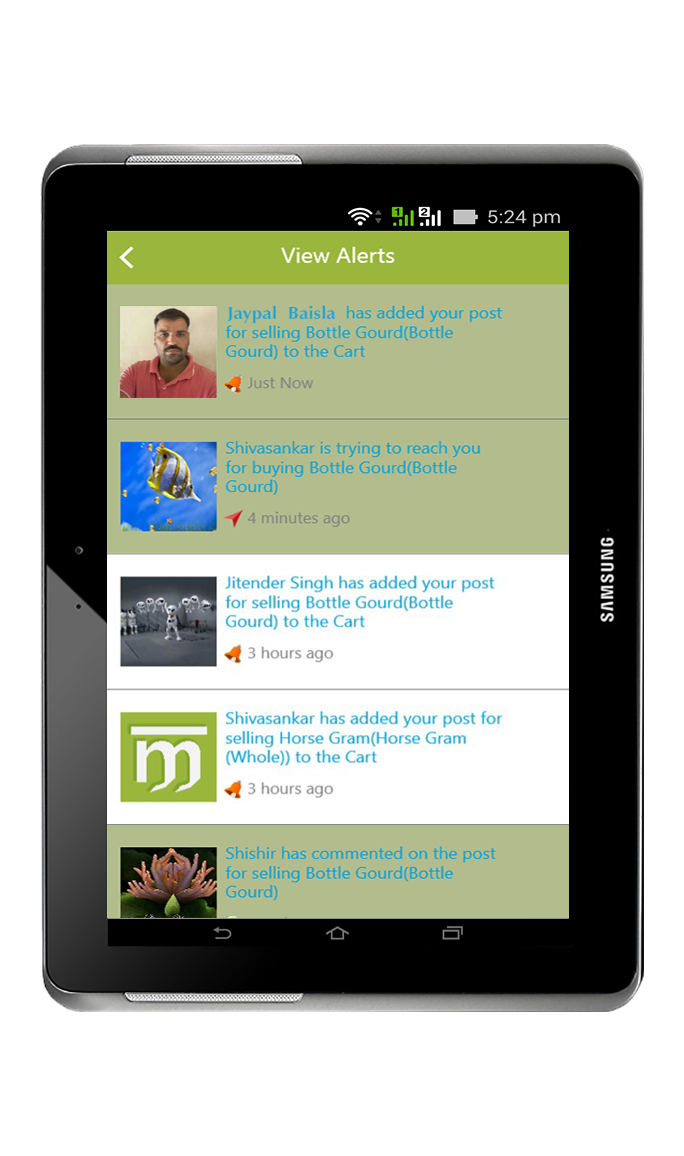 1 2 5:24 pm
View Alerts
Jaypal Baisla has added your post
for selling Bottle Gourd(Bottle
Gourd) to the Cart
Just Now
Shivasankar is trying to reach you
for buying Bottle Gourd(Bottle
Gourd)
4 minutes ago
Jitender Singh has added your post
for selling Bottle Gourd(Bottle
Gourd) to the Cart
3 hours ago
Shivasankar has added your post for
selling Horse Gram(Horse Gram
(Whole)) to the Cart
3 hours ago
Shishir has commented on the post
for selling Bottle Gourd(Bottle
Gourd)
SAMSUNG